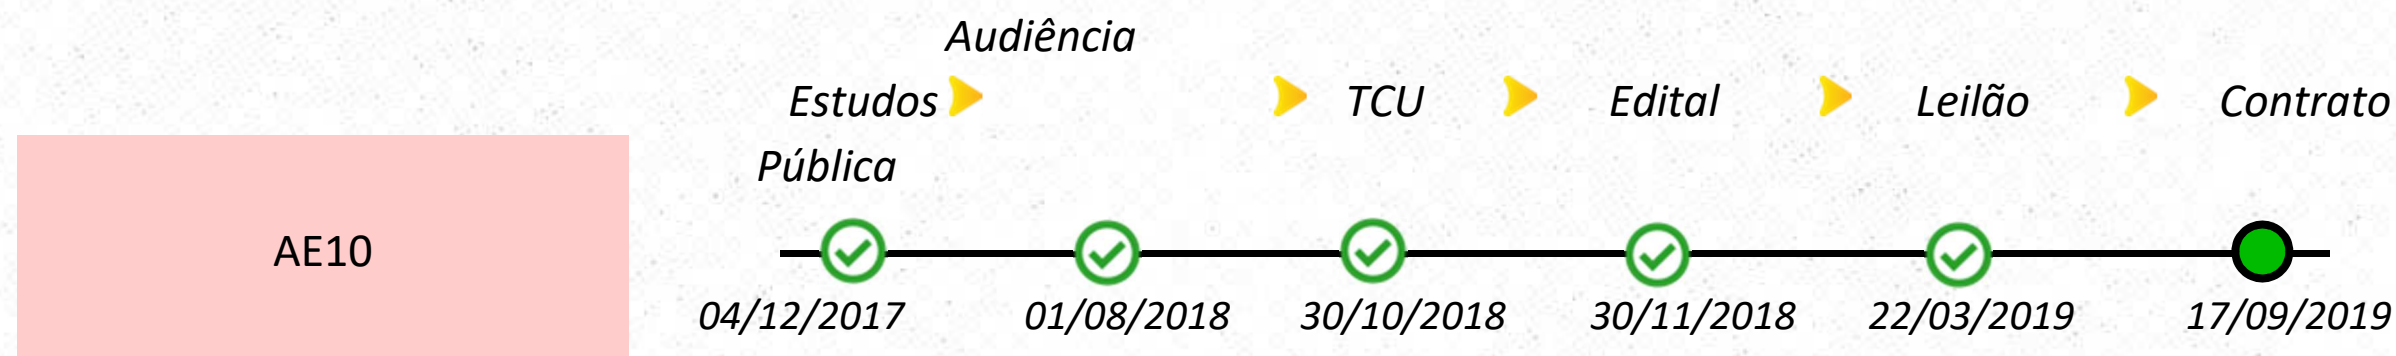 Audiência
Estudos TCU Edital Leilão Contrato
Pública
AE10
04/12/2017 01/08/2018 30/10/2018 30/11/2018 22/03/2019 17/09/2019